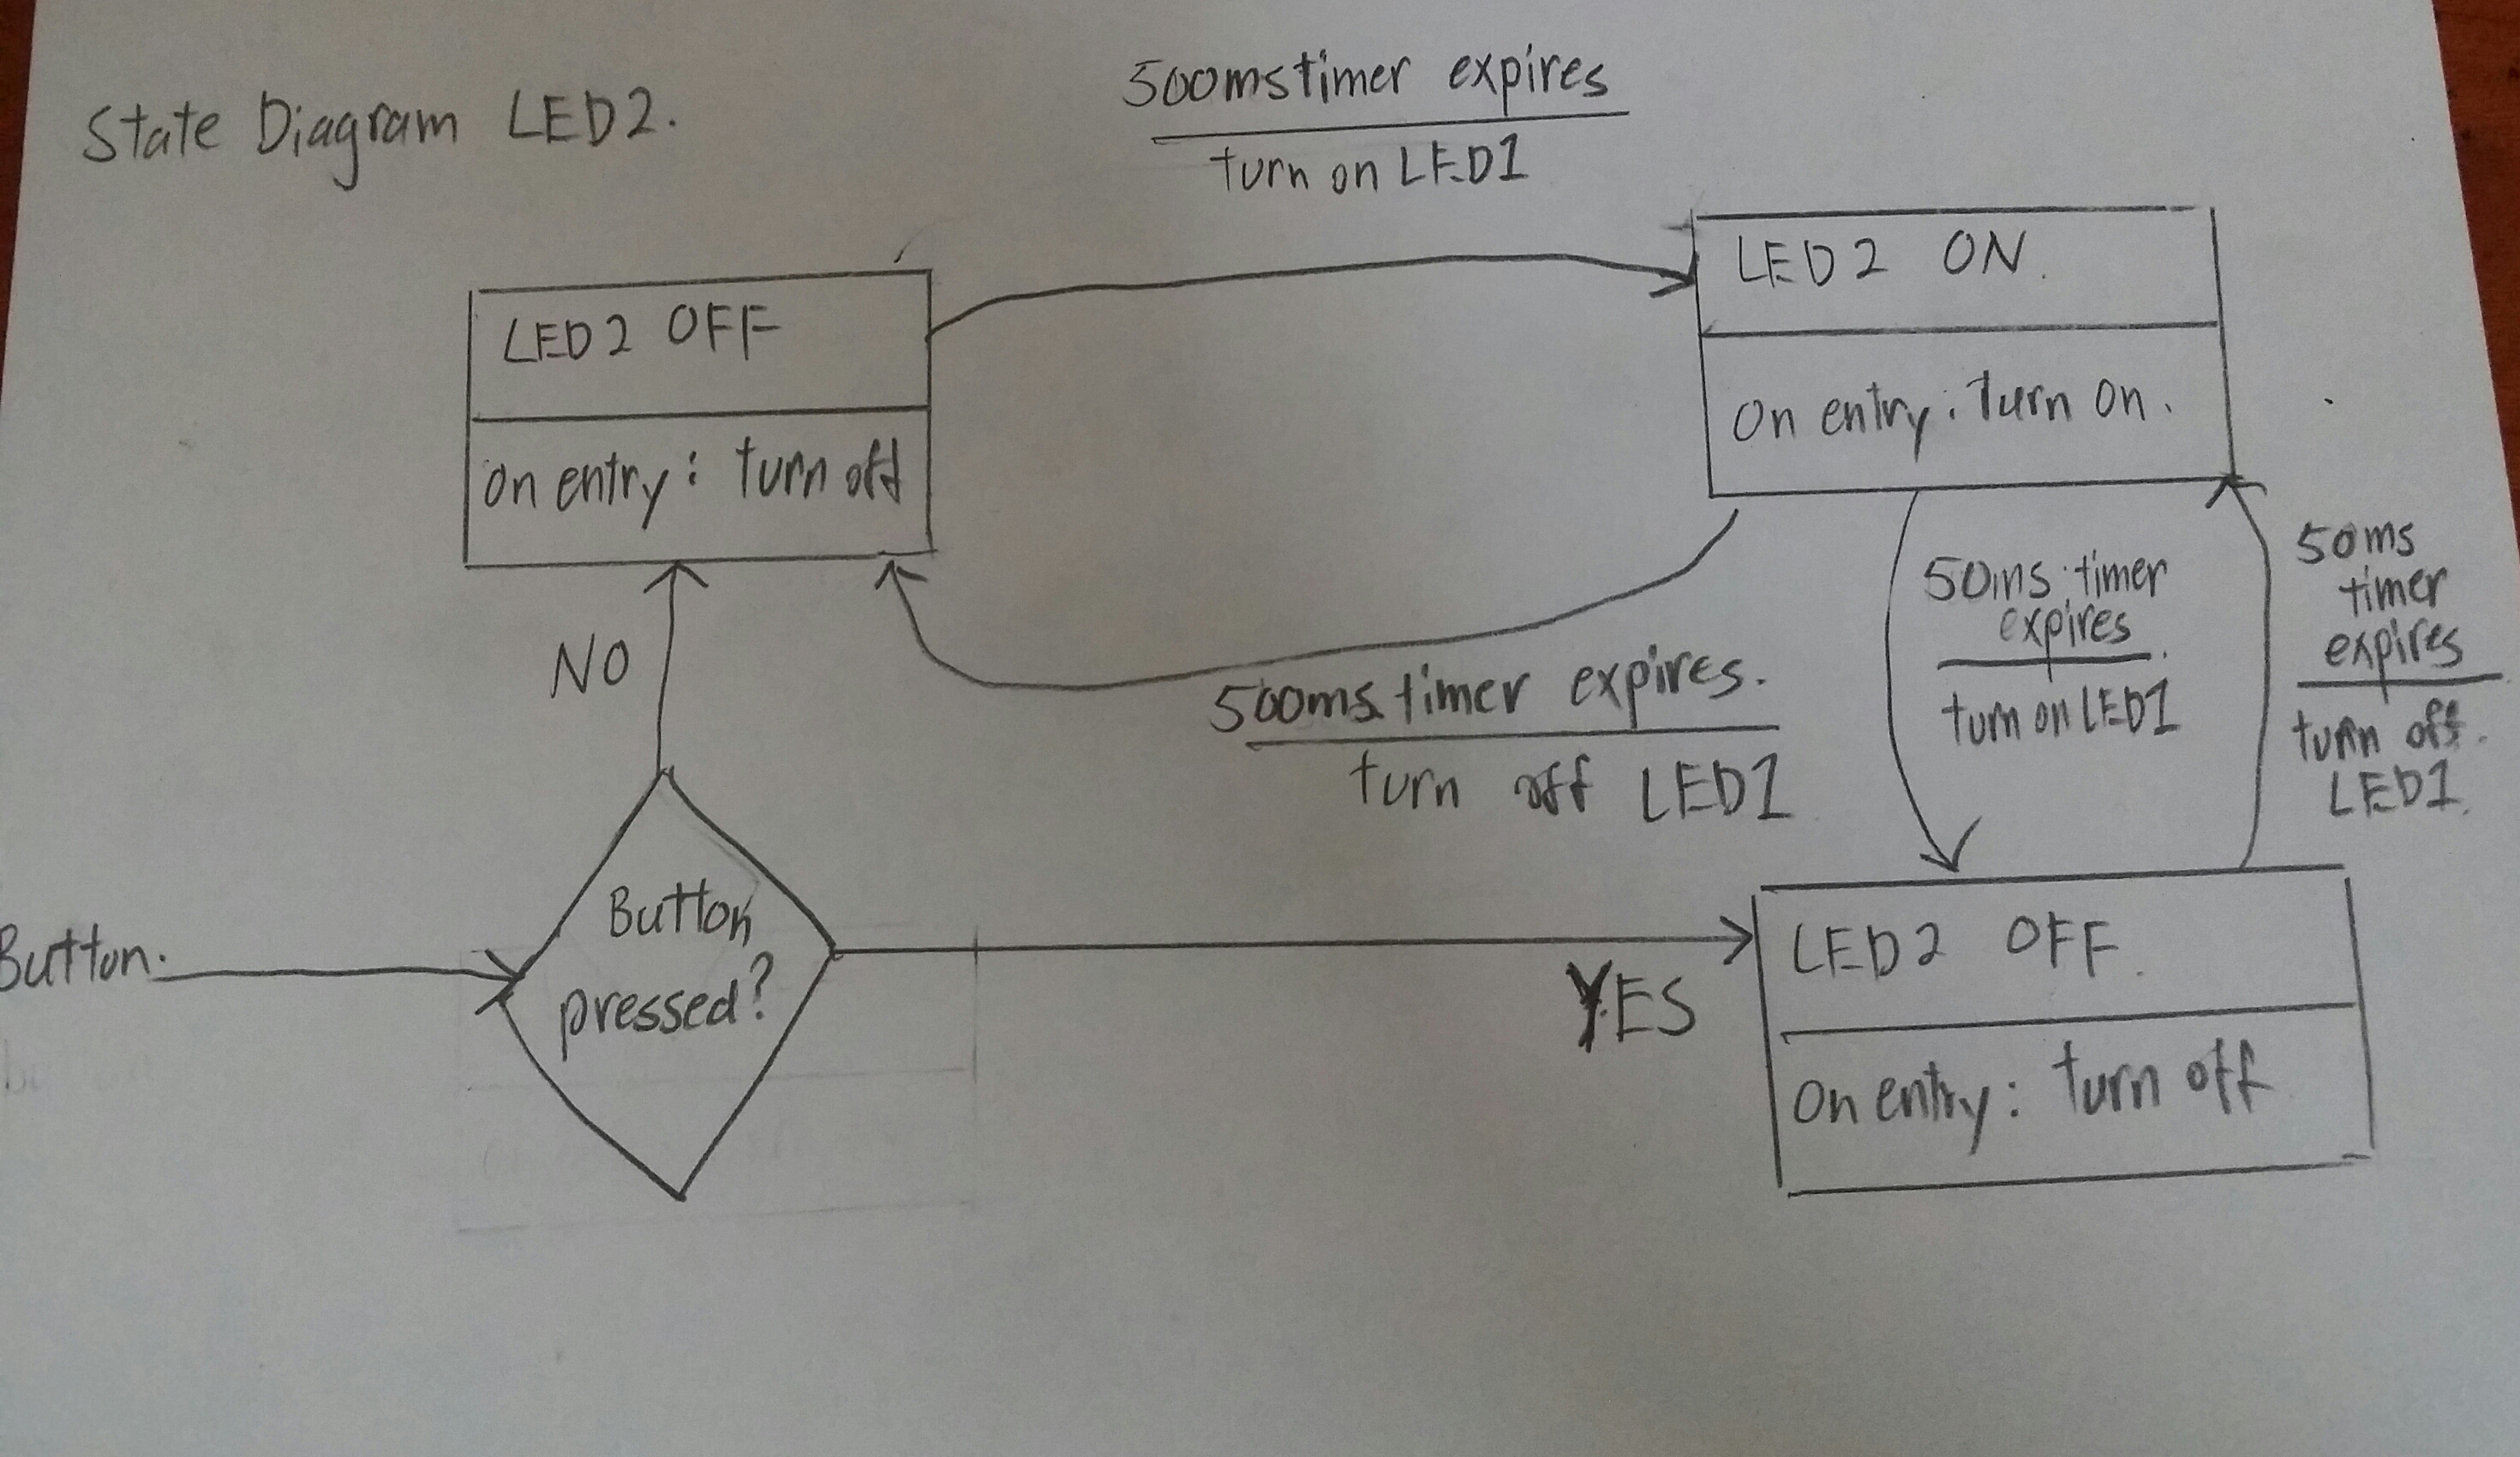 State Diagram LED2.
500ms timer expires
turn on LED1
LED2 OFF
on entry: turn off
LED2 ON.
On entry: Turn on.
NO
500ms timer expires.
turn off LED1
50ms timer
expires
turn on LED1
50ms
timer
expires
turn off.
LED1.
Button.
Button
pressed?
YES
LED2 OFF.
On entry: turn off